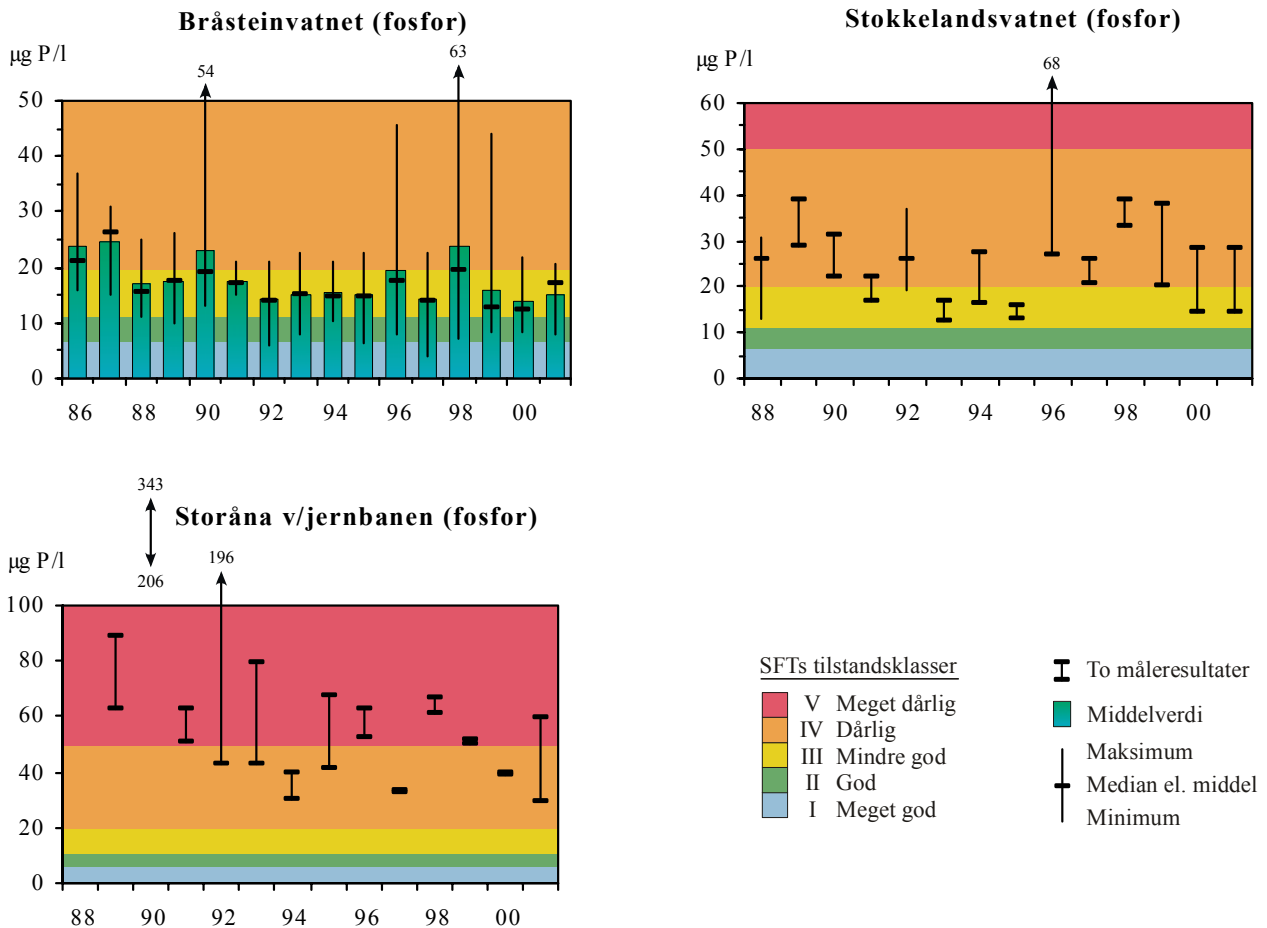 Bråsteinvatnet (fosfor)
µg P/l
54
63
50
40
30
20
10
0
86 88 90 92 94 96 98 00
Stokkelandsvatnet (fosfor)
µg P/l
68
60
50
40
30
20
10
0
88 90 92 94 96 98 00
343
Storåna v/jernbanen (fosfor)
µg P/l
206
196
100
80
60
40
20
0
88 90 92 94 96 98 00
SFTs tilstandsklasser
V Meget dårlig
IV Dårlig
III Mindre god
II God
I Meget god
To måleresultater
Middelverdi
Maksimum
Median el. middel
Minimum